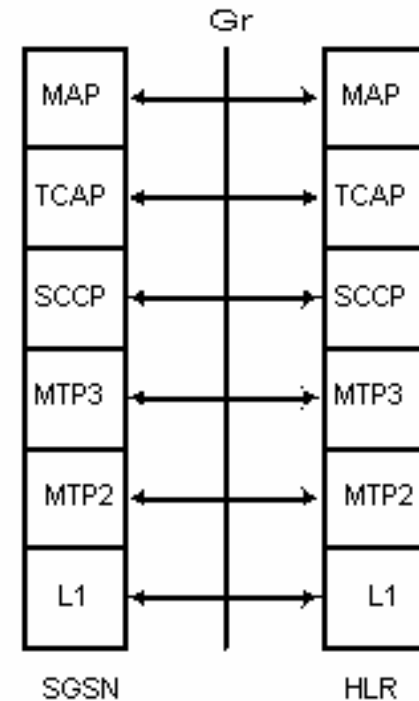 Gr
MAP MAP
TCAP TCAP
SCCP SCCP
MTP3 MTP3
MTP2 MTP2
L1 L1
SGSN HLR